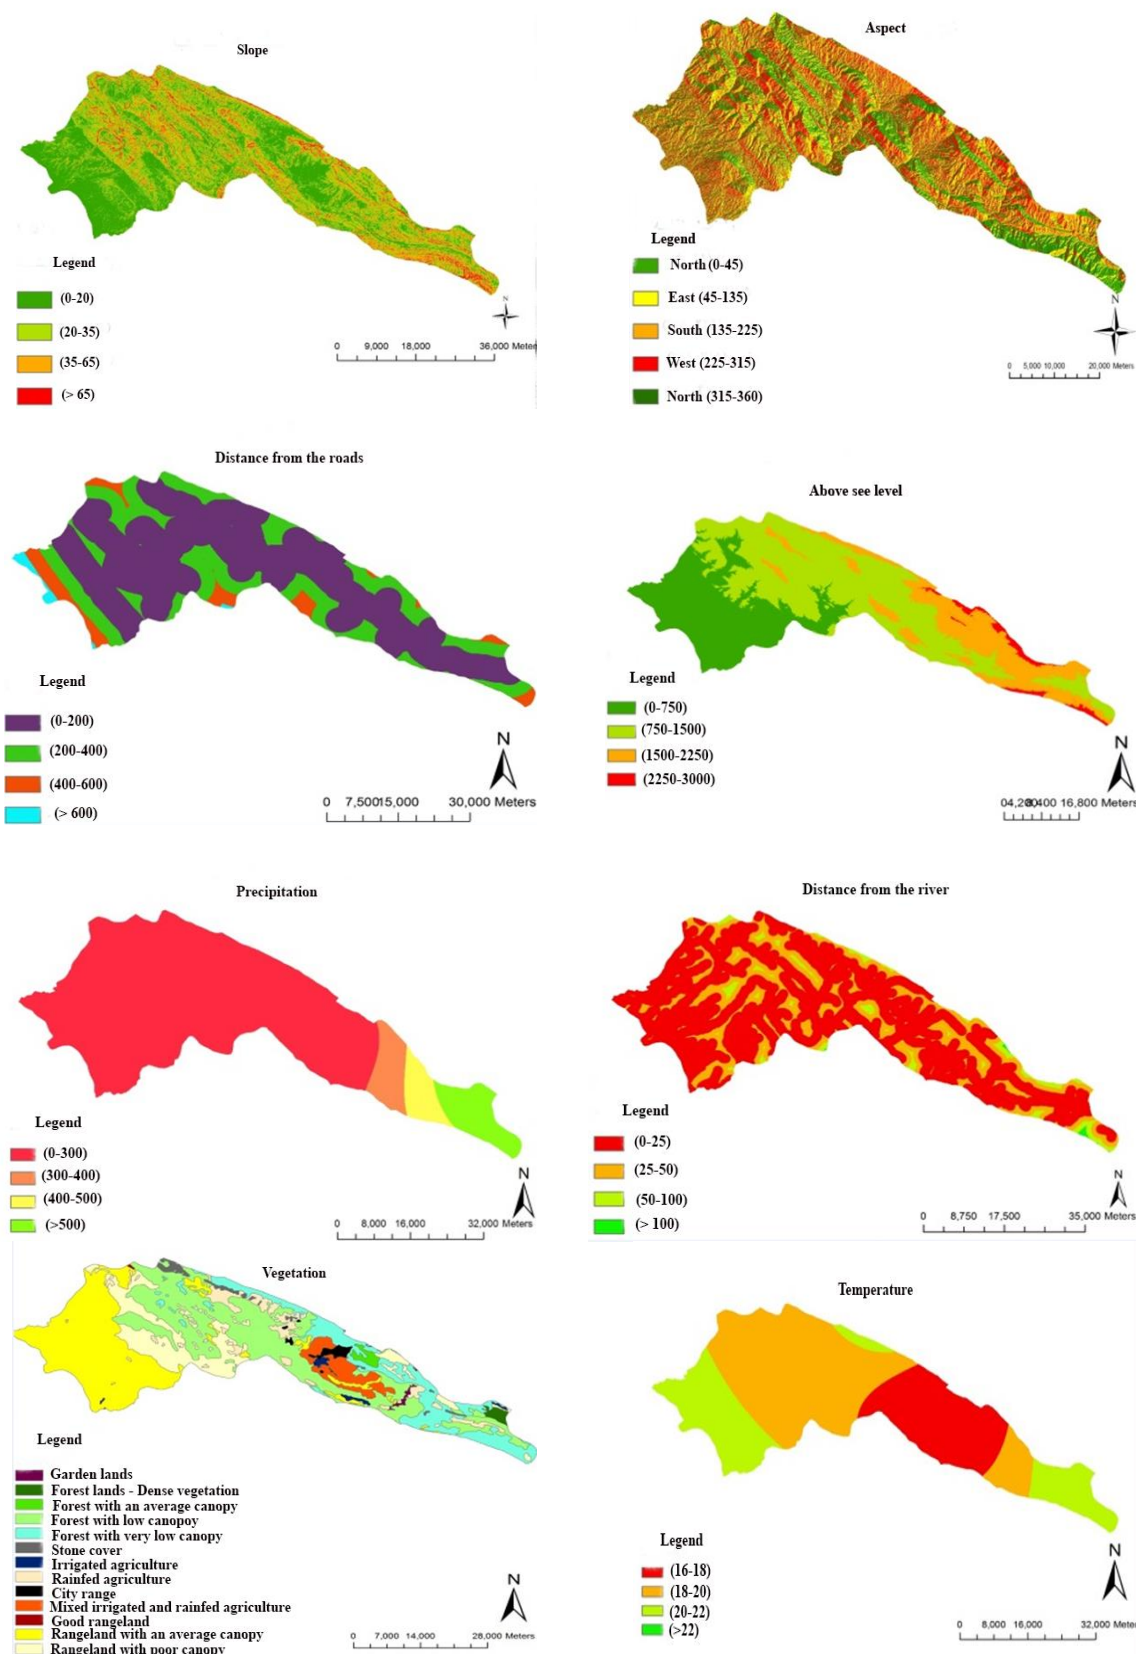 Slope
Legend
(0-20)
(20-35)
(35-65)
(> 65)
N
0 9,000 18,000 36,000 Meters
Aspect
Legend
North (0-45)
East (45-135)
South (135-225)
West (225-315)
North (315-360)
N
0 5,000 10,000 20,000 Meters
Distance from the roads
Legend
(0-200)
(200-400)
(400-600)
(> 600)
N
0 7,50015,000 30,000 Meters
Above see level
Legend
(0-750)
(750-1500)
(1500-2250)
(2250-3000)
N
16,800 Meters
Precipitation
Legend
(0-300)
(300-400)
(400-500)
(>500)
N
0 8,000 16,000 32,000 Meters
Distance from the river
Legend
(0-25)
(25-50)
(50-100)
(> 100)
N
0 8,750 17,500 35,000 Meters
Vegetation
Legend
Garden lands
Forest lands - Dense vegetation
Forest with an average canopy
Forest with low canopoy
Forest with very low canopy
Stone cover
Irrigated agriculture
Rainfed agriculture
City range
Mixed irrigated and rainfed agriculture
Good rangeland
Rangeland with an average canopy
Rangeland with poor canopy
N
0 7,000 14,000 28,000 Meters
Temperature
Legend
(16-18)
(18-20)
(20-22)
(>22)
N
0 8,000 16,000 32,000 Meters